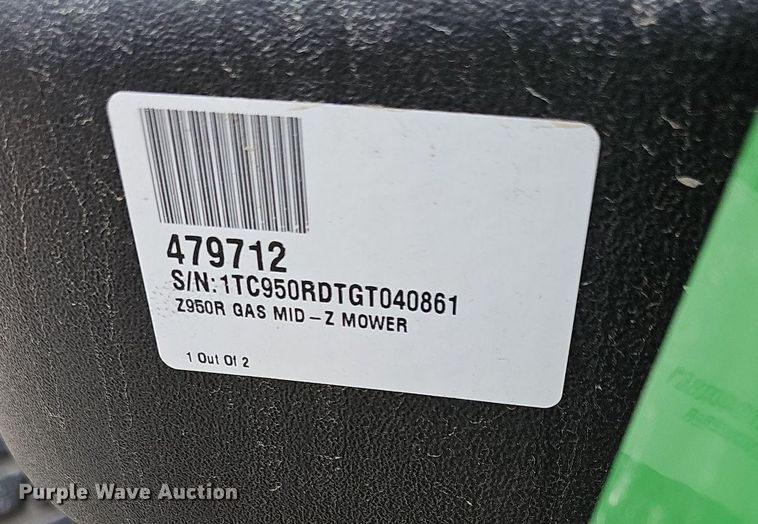 479712
S/N:1TC950RDTGT040861
Z950R GAS MID-Z MOWER
1 Out Of 2
Purple Wave Auction